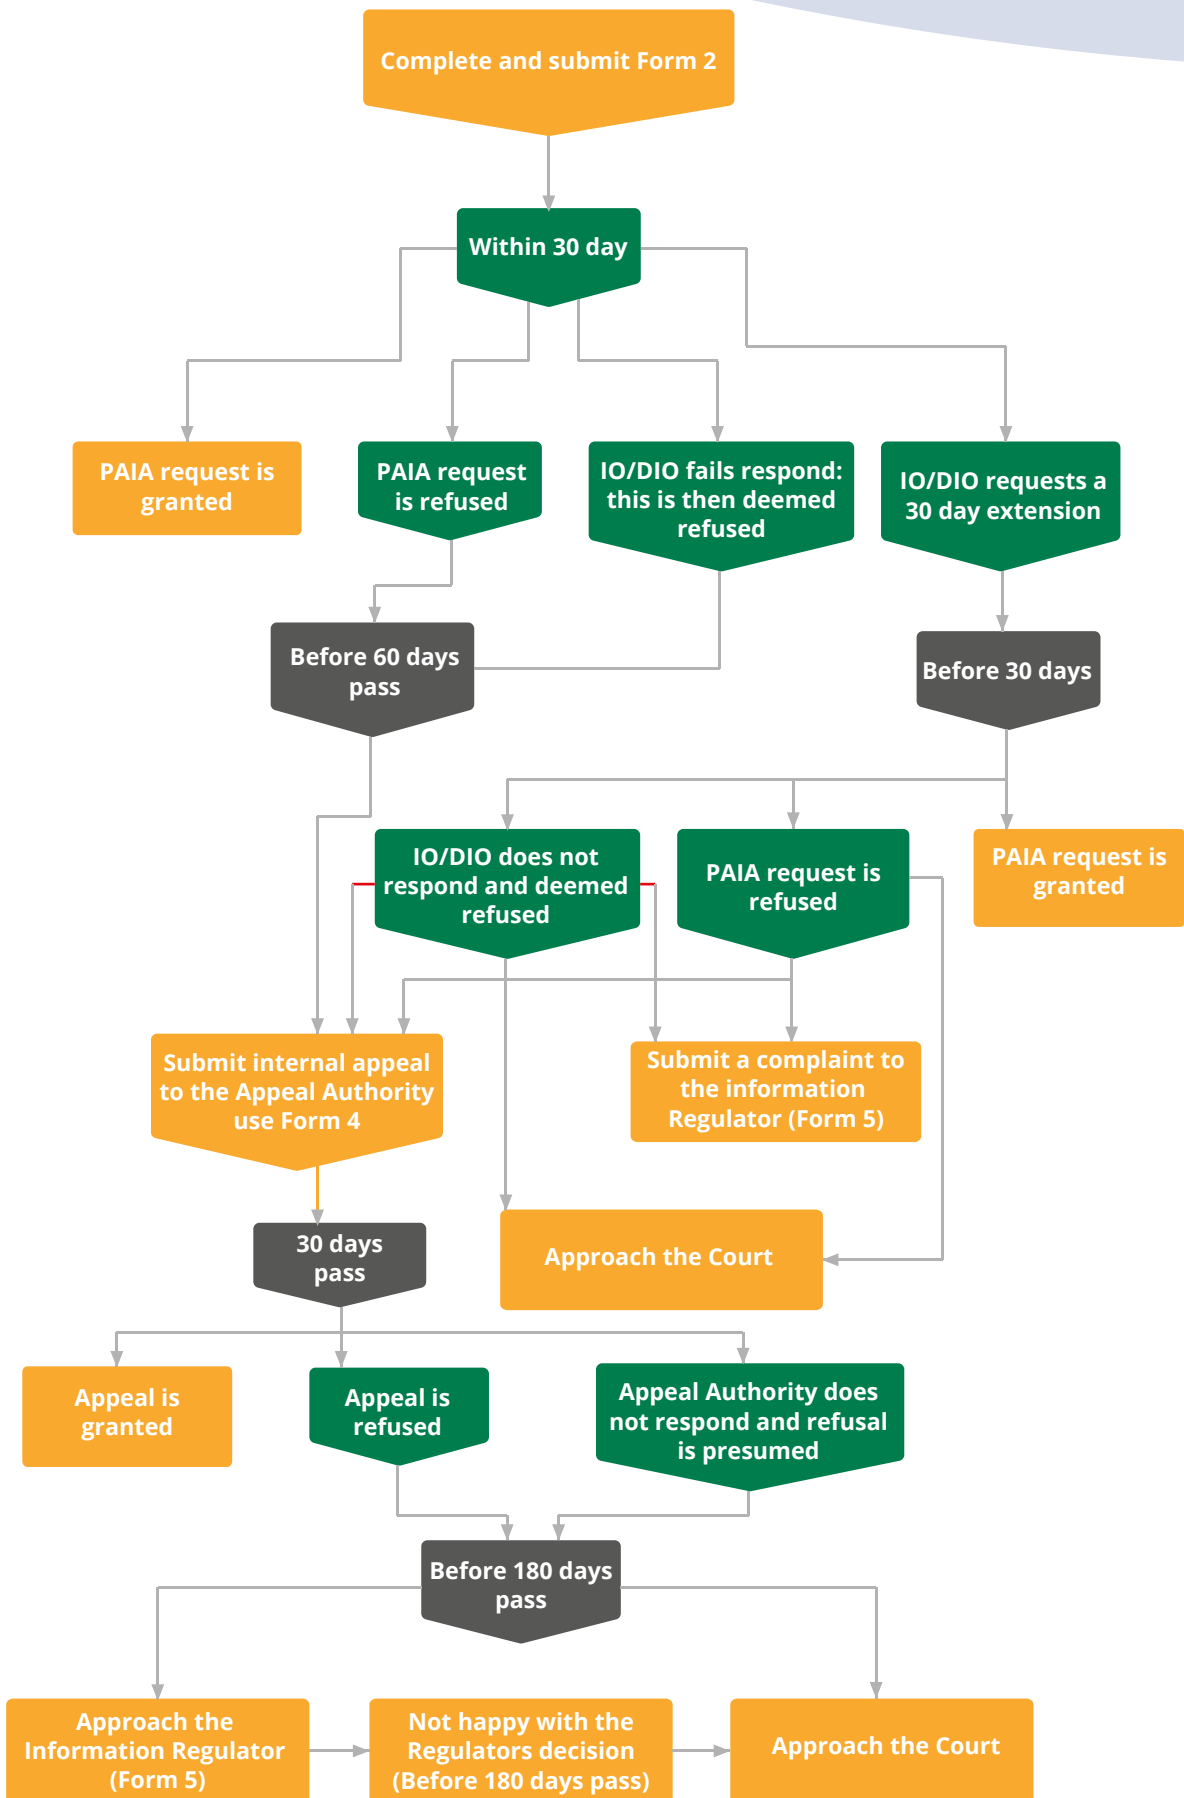 Complete and submit Form 2
Within 30 day
PAIA request is
granted
PAIA request
is refused
IO/DIO fails respond:
this is then deemed
refused
IO/DIO requests a
30 day extension
Before 60 days
pass
Before 30 days
IO/DIO does not
respond and deemed
refused
PAIA request is
refused
PAIA request is
granted
Submit internal appeal
to the Appeal Authority
use Form 4
Submit a complaint to
the information
Regulator (Form 5)
30 days
pass
Approach the Court
Appeal is
granted
Appeal is
refused
Appeal Authority does
not respond and refusal
is presumed
Before 180 days
pass
Approach the
Information Regulator
(Form 5)
Not happy with the
Regulators decision
(Before 180 days pass)
Approach the Court